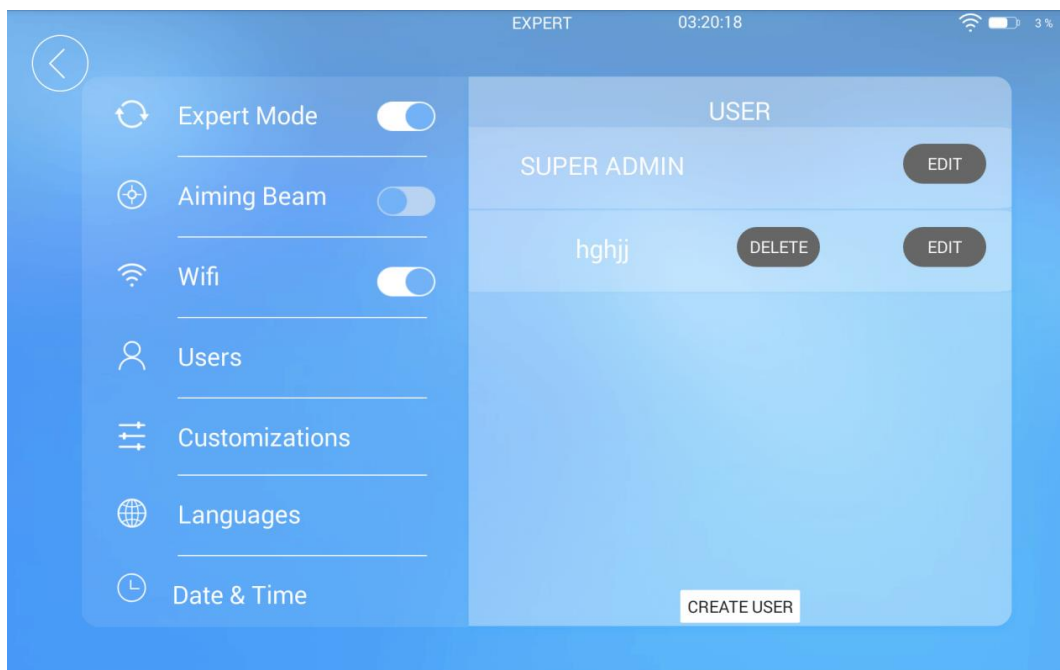 EXPERT 03:20:18 3 %
Expert Mode
Aiming Beam
Wifi
Users
Customizations
Languages
Date & Time
USER
SUPER ADMIN EDIT
hghjj DELETE EDIT
CREATE USER